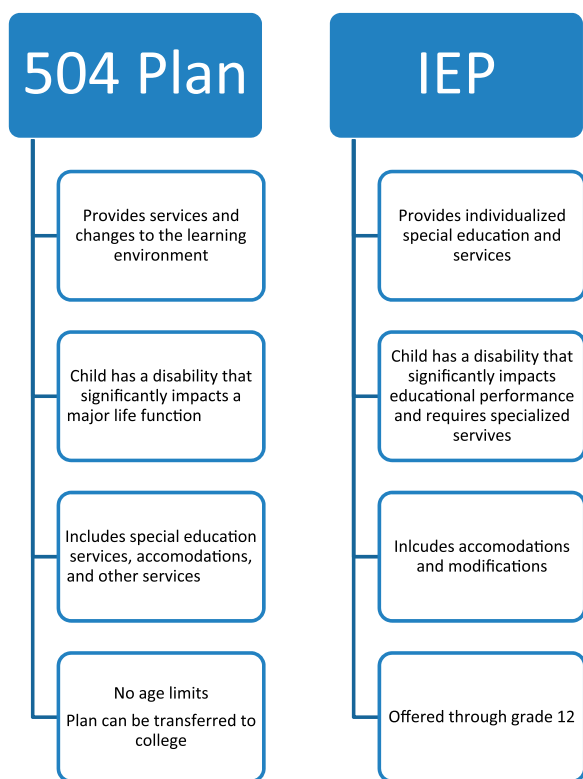 504 Plan
Provides services and
changes to the learning
environment
Child has a disability that
significantly impacts a
major life function
Includes special education
services, accomodations,
and other services
No age limits
Plan can be transferred to
college
IEP
Provides individualized
special education and
services
Child has a disability that
significantly impacts
educational performance
and requires specialized
servives
Inlcudes accomodations
and modifications
Offered through grade 12